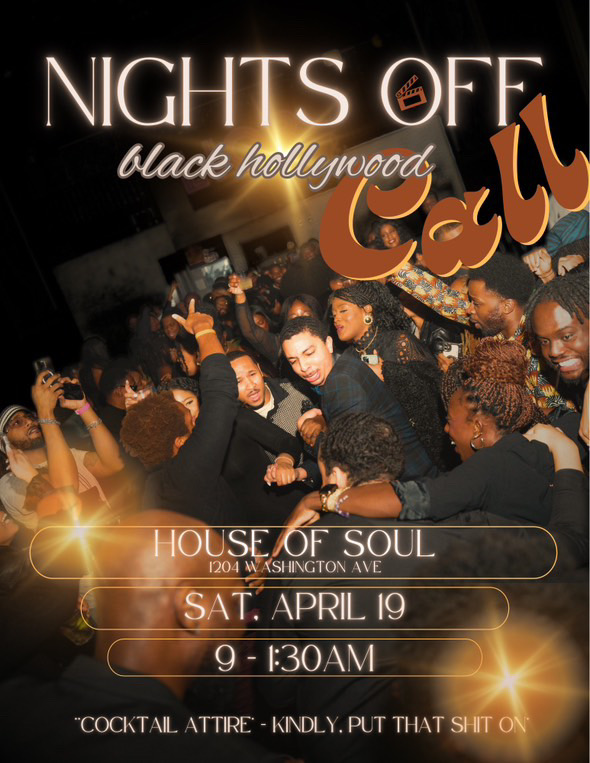 NIGHTS OFF
black hollywood
Call
HOUSE OF SOUL
1204 WASHINGTON AVE
SAT, APRIL 19
9 - 1:30AM
"COCKTAIL ATTIRE" - KINDLY, PUT THAT SHIT ON"